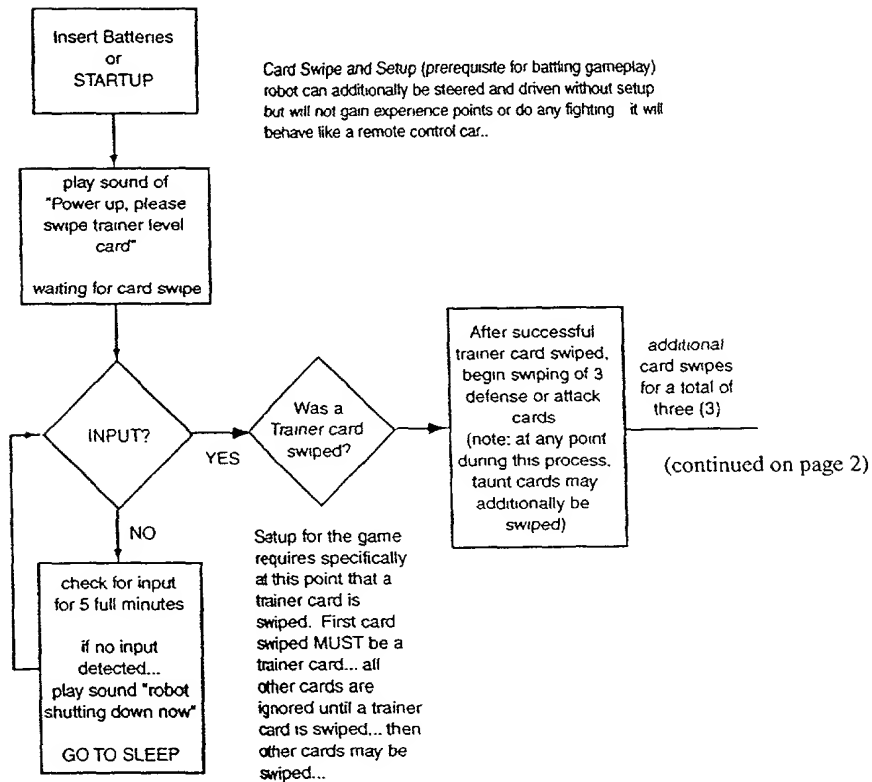 Insert Batteries
or
STARTUP
Card Swipe and Setup (prerequisite for battling gameplay)
robot can additionally be steered and driven without setup
but will not gain experience points or do any fighting it will
behave like a remote control car..
play sound of
"Power up, please
swipe trainer level
card"
waiting for card swipe
INPUT?
YES
Was a
Trainer card
swiped?
After successful
trainer card swiped,
begin swiping of 3
defense or attack
cards
(note: at any point
during this process,
taunt cards may
additionally be
swiped)
additional
card swipes
for a total of
three (3)
(continued on page 2)
NO
check for input
for 5 full minutes
if no input
detected...
play sound "robot
shutting down now"
GO TO SLEEP
Setup for the game
requires specifically
at this point that a
trainer card is
swiped. First card
swiped MUST be a
trainer card... all
other cards are
ignored until a trainer
card is swiped... then
other cards may be
swiped...